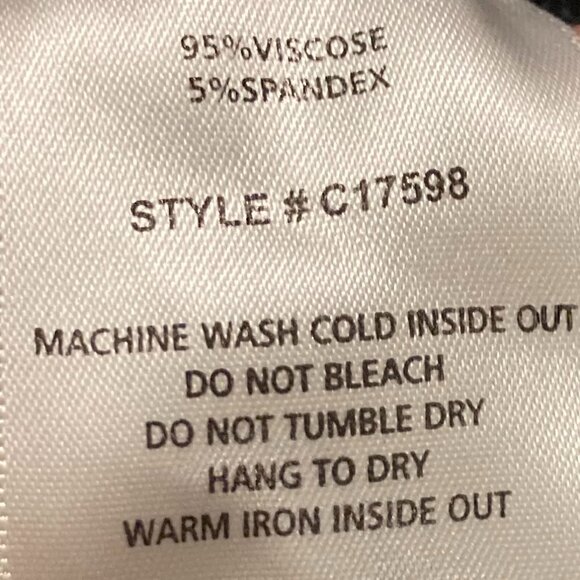 95%VISCOSE
5%SPANDEX
STYLE # C17598
MACHINE WASH COLD INSIDE OUT
DO NOT BLEACH
DO NOT TUMBLE DRY
HANG TO DRY
WARM IRON INSIDE OUT